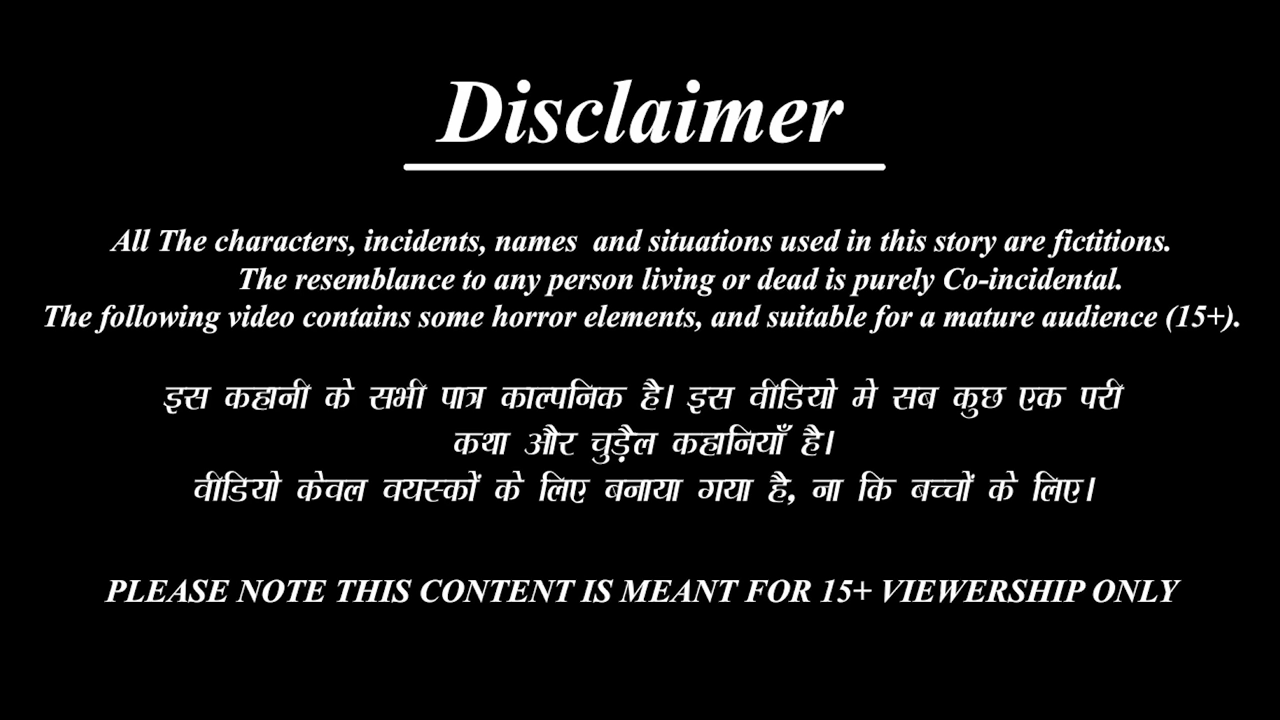 Disclaimer
All The characters, incidents, names and situations used in this story are fictitions.
The resemblance to any person living or dead is purely Co-incidental.
The following video contains some horror elements, and suitable for a mature audience (15+).
इस कहानी के सभी पात्र काल्पनिक है। इस वीडियो मे सब कुछ एक परी
कथा और चुड़ैल कहानियाँ है।
वीडियो केवल वयस्कों के लिए बनाया गया है, ना कि बच्चों के लिए।
PLEASE NOTE THIS CONTENT IS MEANT FOR 15+ VIEWERSHIP ONLY